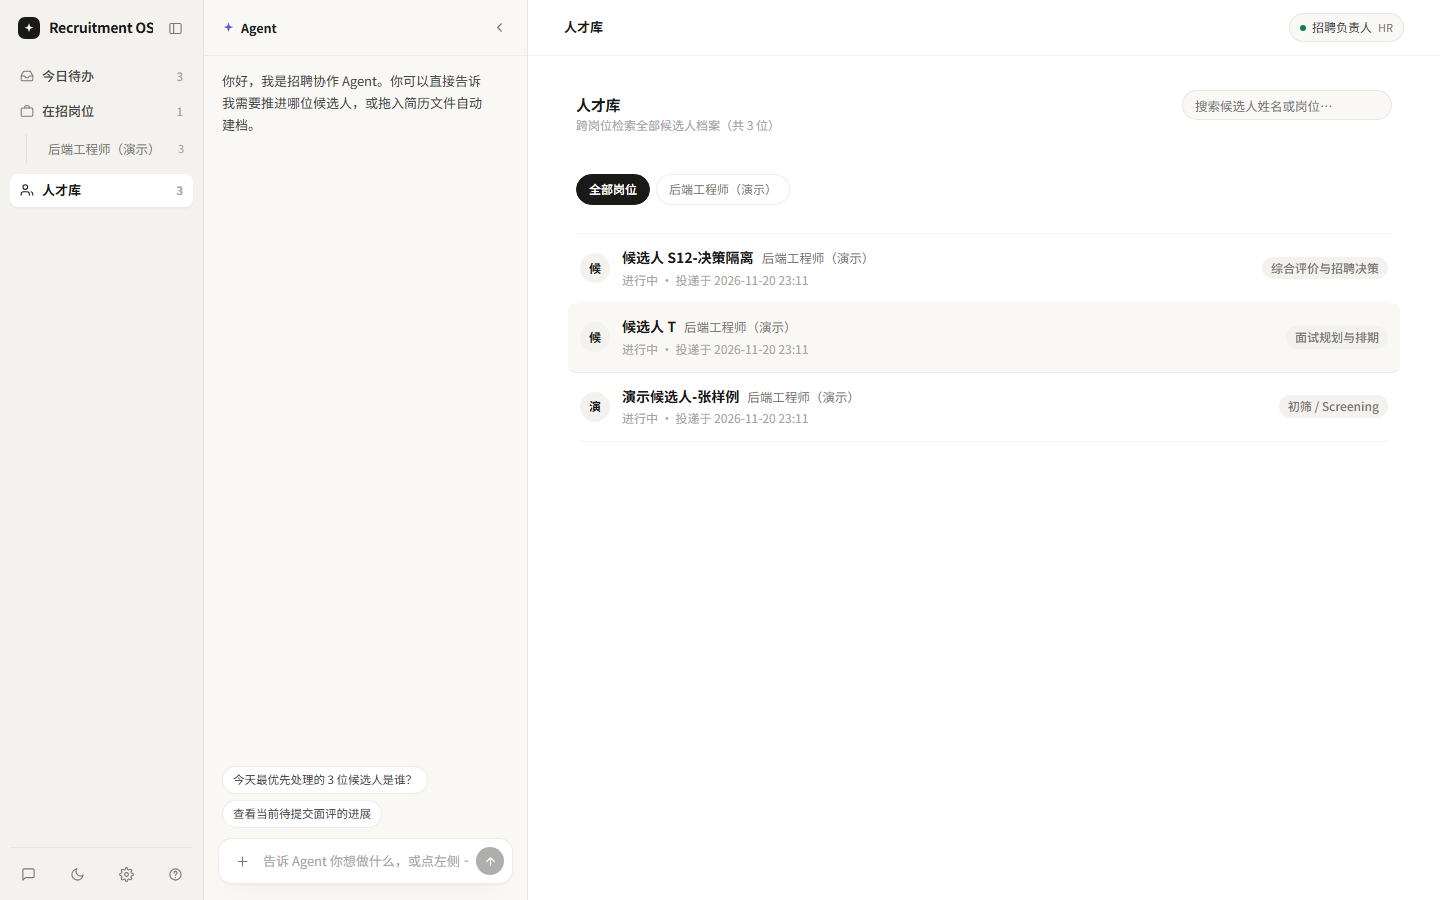 Recruitment OS
今日待办 3
在招岗位 1
后端工程师（演示） 3
人才库 3
Agent
你好，我是招聘协作 Agent。你可以直接告诉
我需要推进哪位候选人，或拖入简历文件自动
建档。
今天最优先处理的 3 位候选人是谁？
查看当前待提交面评的进展
告诉 Agent 你想做什么，或点左侧
人才库
招聘负责人 HR
人才库
跨岗位检索全部候选人档案（共 3 位）
搜索候选人姓名或岗位…
全部岗位
后端工程师（演示）
候
候选人 S12-决策隔离 后端工程师（演示）
进行中 • 投递于 2026-11-20 23:11
综合评价与招聘决策
候
候选人 T 后端工程师（演示）
进行中 • 投递于 2026-11-20 23:11
面试规划与排期
演
演示候选人-张样例 后端工程师（演示）
进行中 • 投递于 2026-11-20 23:11
初筛 / Screening